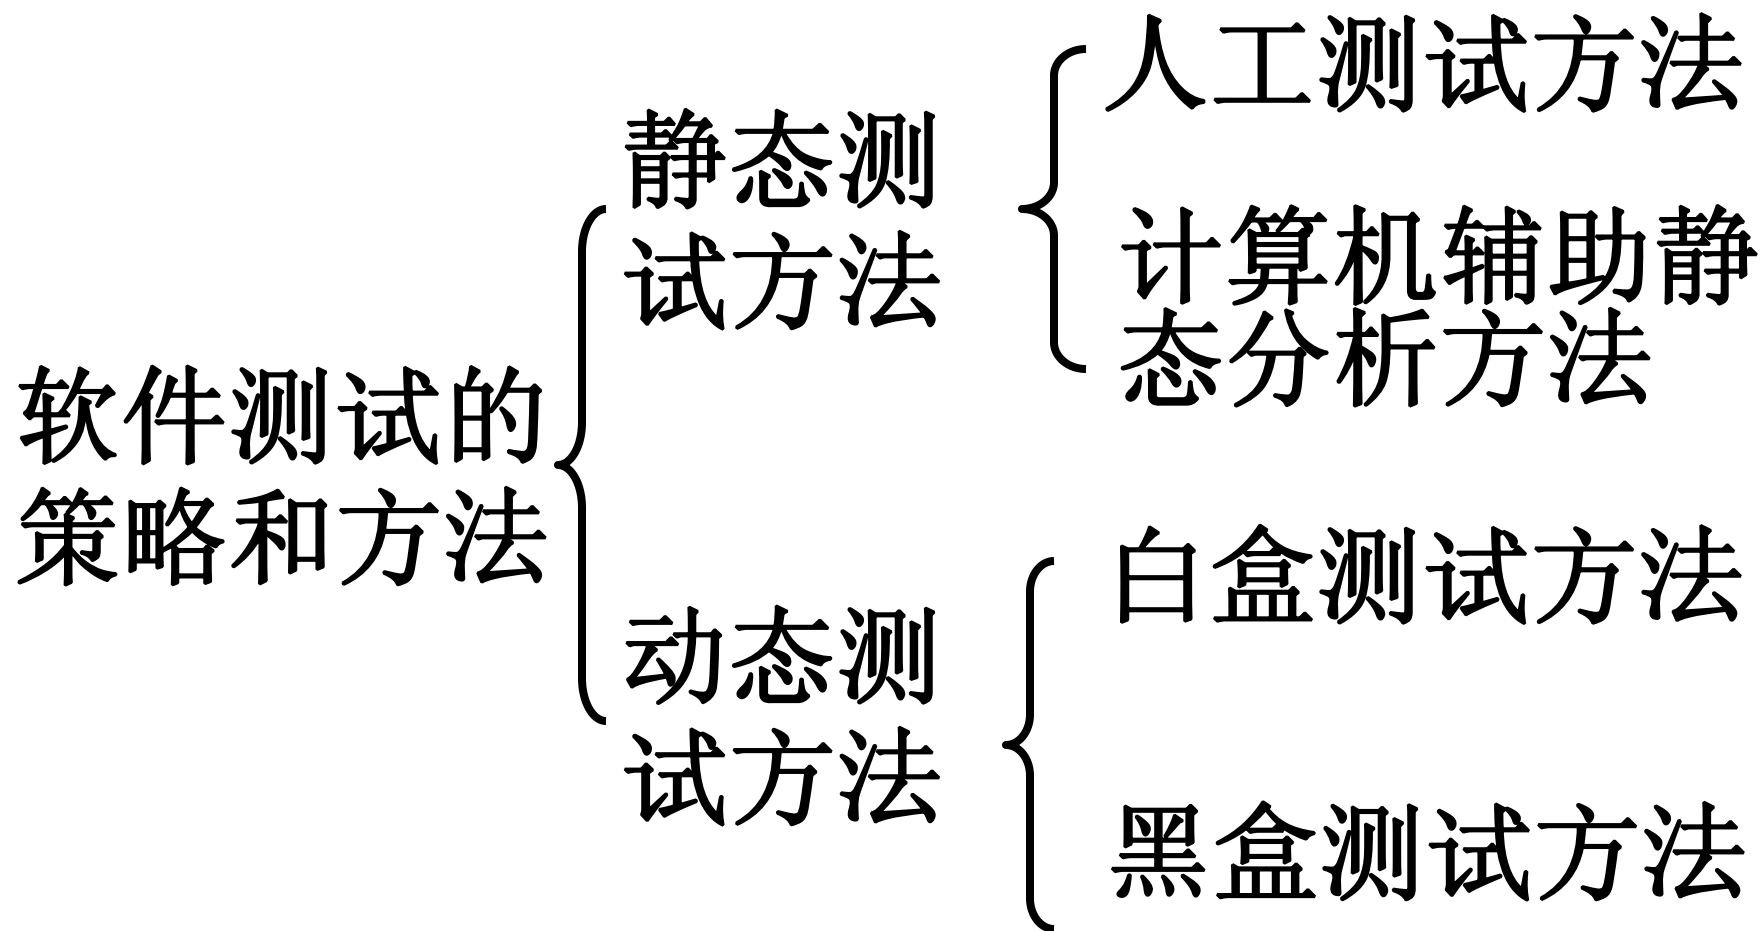 软件测试的
策略和方法
静态测
试方法
人工测试方法
计算机辅助静
态分析方法
动态测
试方法
白盒测试方法
黑盒测试方法